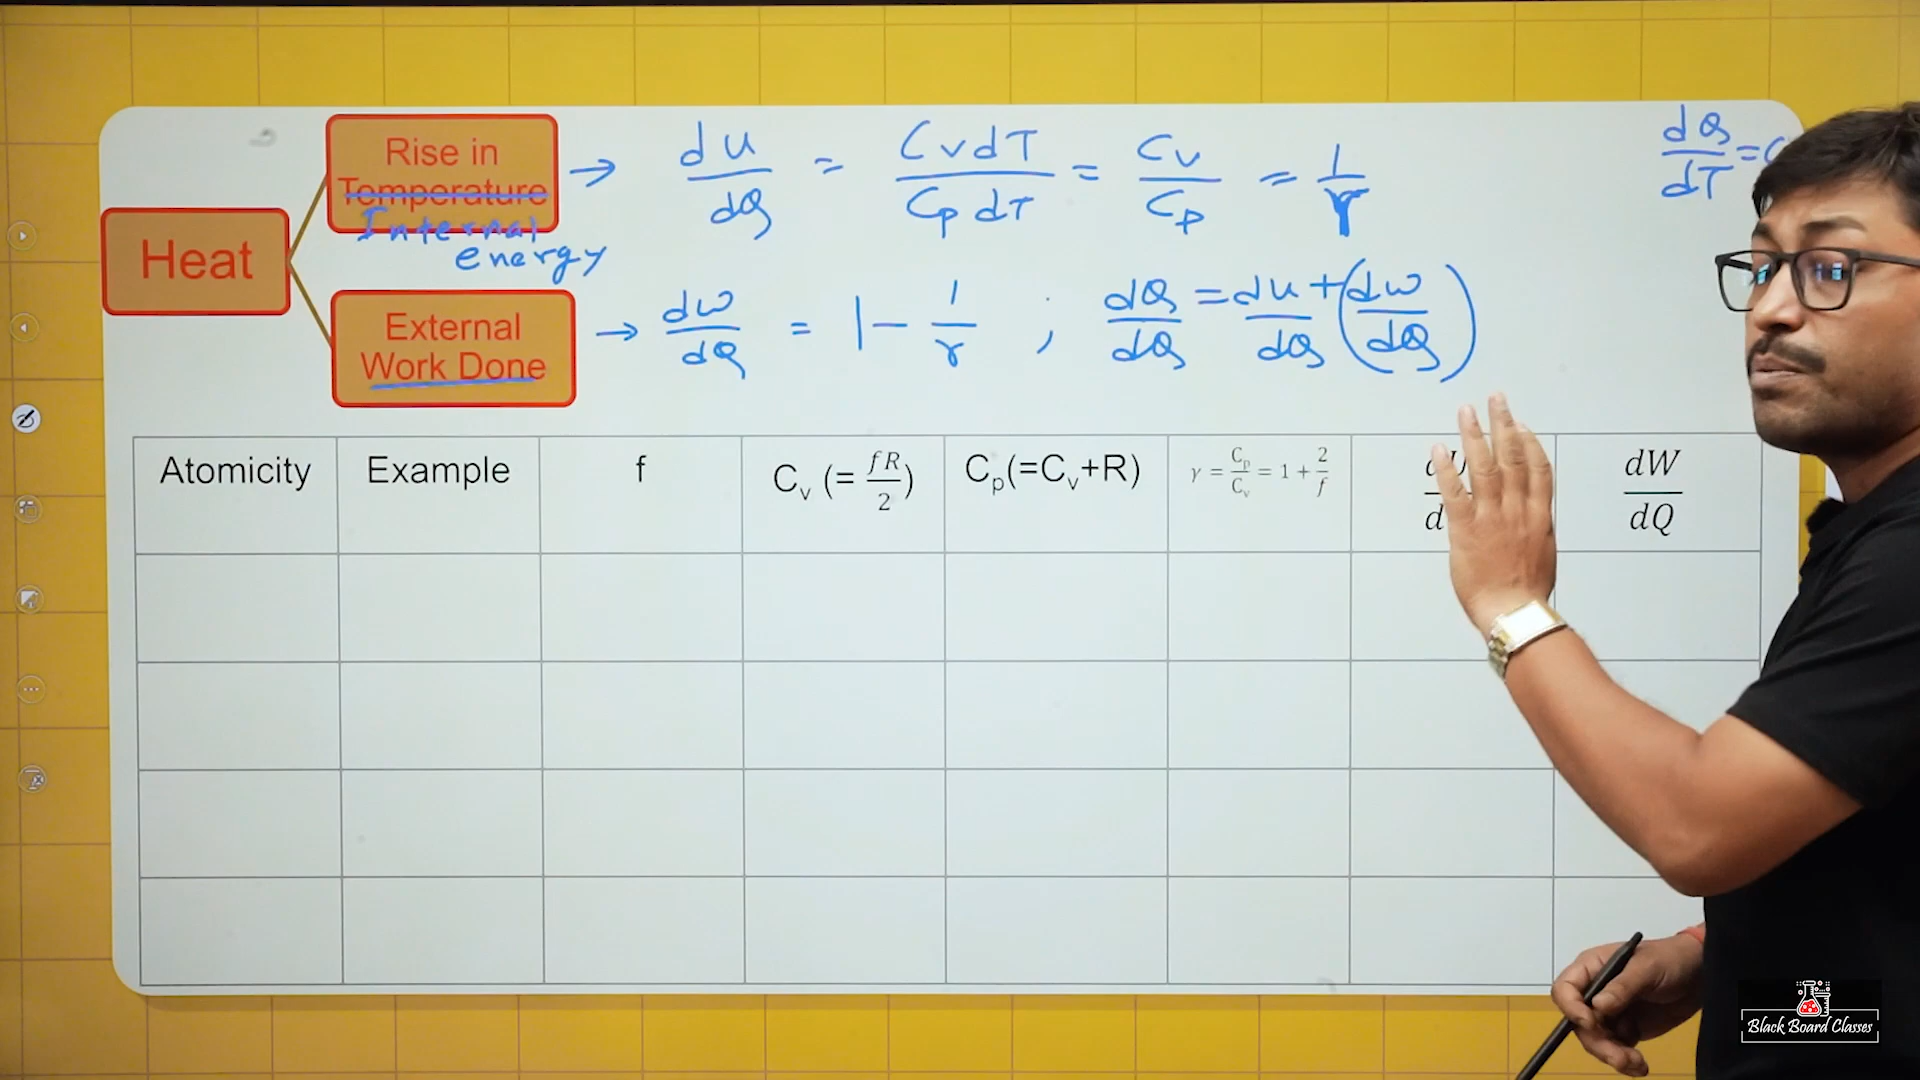 Heat
Rise in
Temperature
Internal
energy
→ du/dQ = CvdT/CpdT = Cv/Cp = 1/γ
dQ/dT =
External
Work Done
→ dw/dQ = 1 - 1/γ ; dQ/dQ = du/dQ + (dw/dQ)
Atomicity Example f Cv (= fR/2) Cp(=Cv+R) γ = Cp/Cv = 1 + 2/f dW/dQ
Black Board Classes